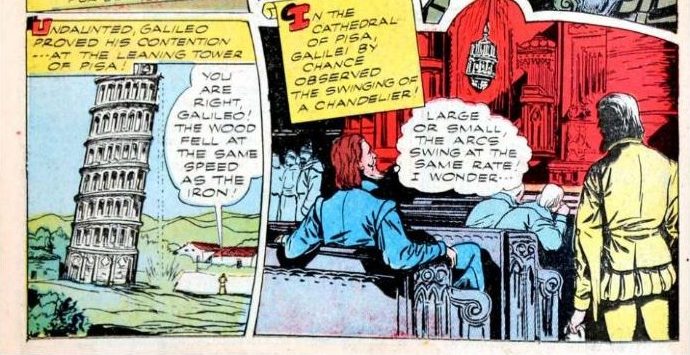 UNDAUNTED, GALILEO
PROVED HIS CONTENTION
...AT THE LEANING TOWER
OF PISA!
YOU
ARE
RIGHT,
GALILEO!
THE WOOD
FELL AT
THE SAME
SPEED
AS THE
IRON!
IN THE
CATHEDRAL
OF PISA,
GALILEI BY
CHANCE
OBSERVED
THE SWINGING OF
A CHANDELIER!
LARGE
OR SMALL,
THE ARCS
SWING AT THE
SAME RATE!
I WONDER...